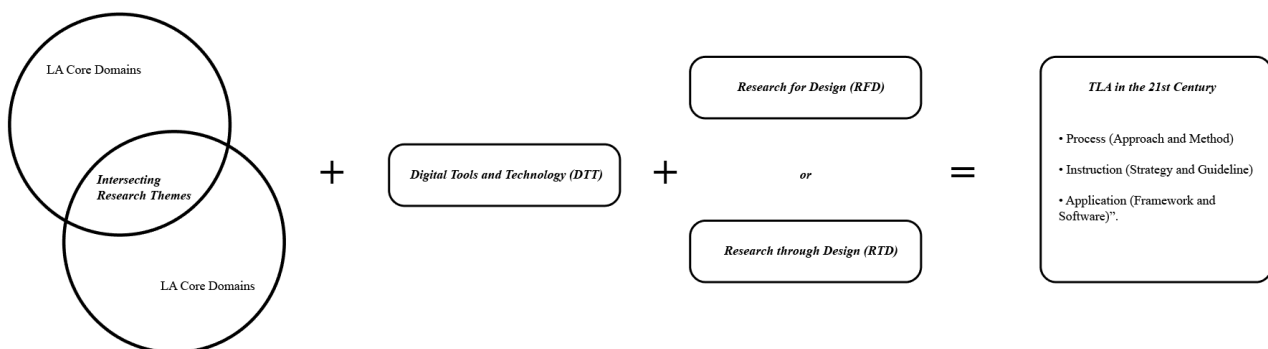 LA Core Domains
Intersecting
Research Themes
LA Core Domains
+
Digital Tools and Technology (DTT)
+
Research for Design (RFD)
or
Research through Design (RTD)
=
TLA in the 21st Century
• Process (Approach and Method)
• Instruction (Strategy and Guideline)
• Application (Framework and
Software)”.